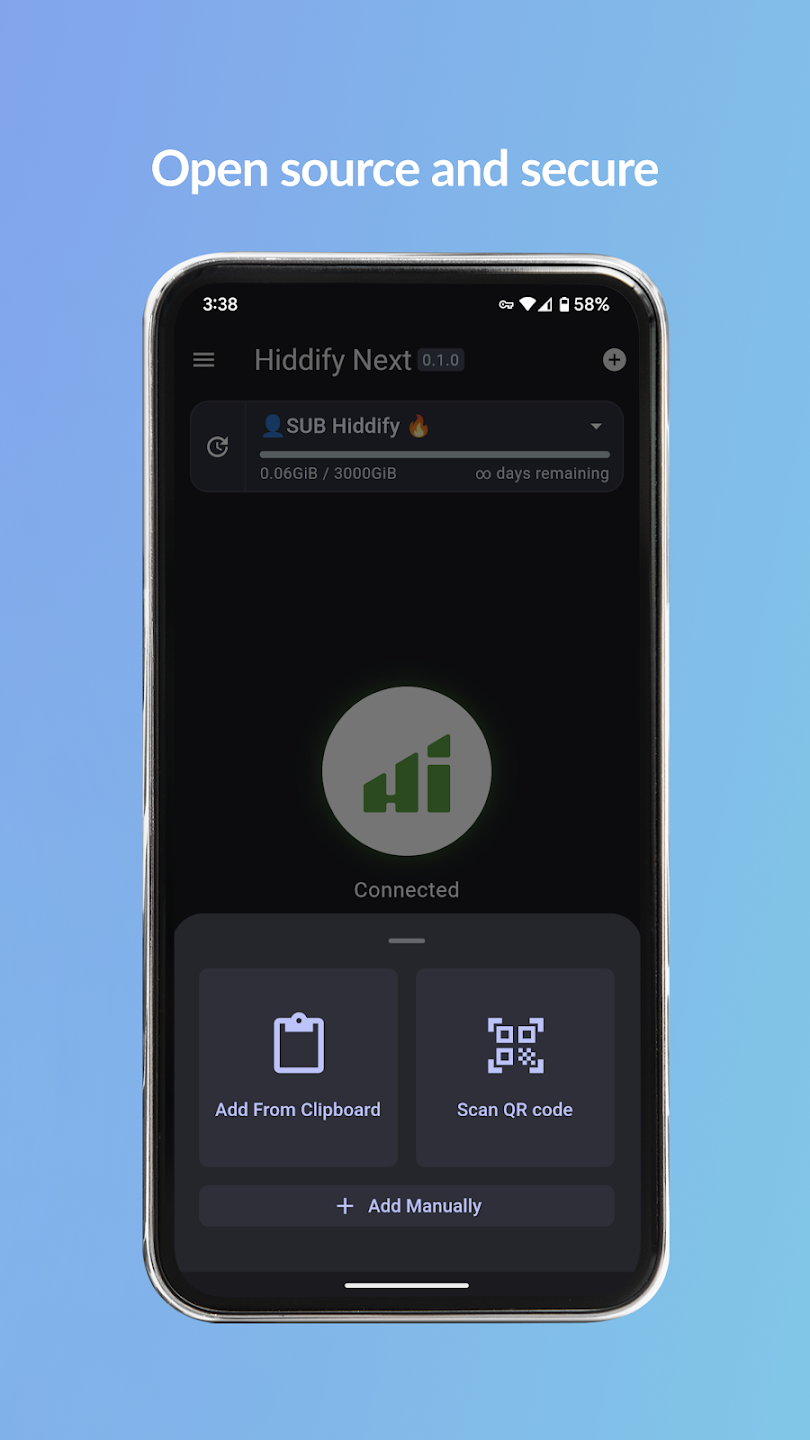 Open source and secure
3:38
58%
Hiddify Next 0.1.0
👤SUB Hiddify 🔥
0.06GiB / 3000GiB
∞ days remaining
Hi
Connected
Add From Clipboard
Scan QR code
+ Add Manually